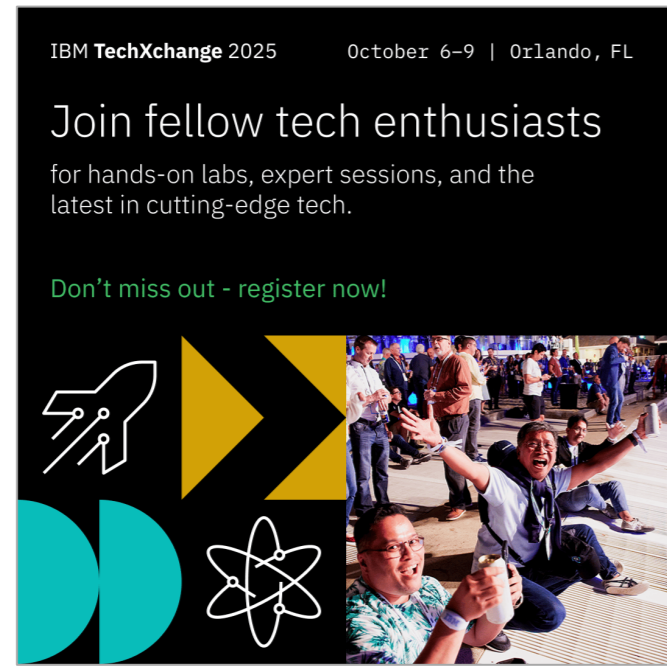 IBM TechXchange 2025
October 6–9 | Orlando, FL
Join fellow tech enthusiasts
for hands-on labs, expert sessions, and the
latest in cutting-edge tech.
Don’t miss out - register now!